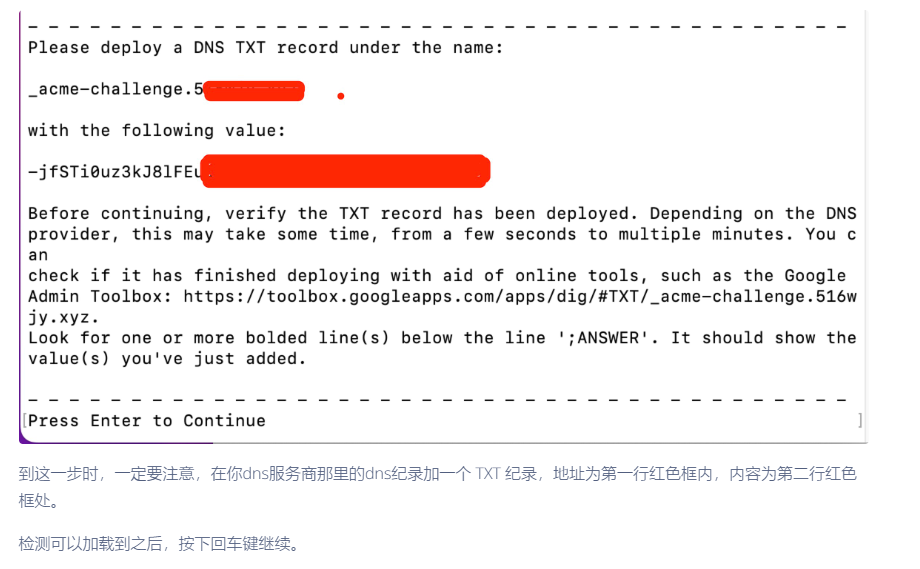 Please deploy a DNS TXT record under the name:
_acme-challenge.5
with the following value:
-jfSTi0uz3kJ8lFEu
Before continuing, verify the TXT record has been deployed. Depending on the DNS
provider, this may take some time, from a few seconds to multiple minutes. You c
an
check if it has finished deploying with aid of online tools, such as the Google
Admin Toolbox: https://toolbox.googleapps.com/apps/dig/#TXT/_acme-challenge.516w
jy.xyz.
Look for one or more bolded line(s) below the line ';ANSWER'. It should show the
value(s) you've just added.
[Press Enter to Continue ]
到这一步时，一定要注意，在你dns服务商那里的dns纪录加一个 TXT 纪录，地址为第一行红色框内，内容为第二行红色
框处。
检测可以加载到之后，按下回车键继续。